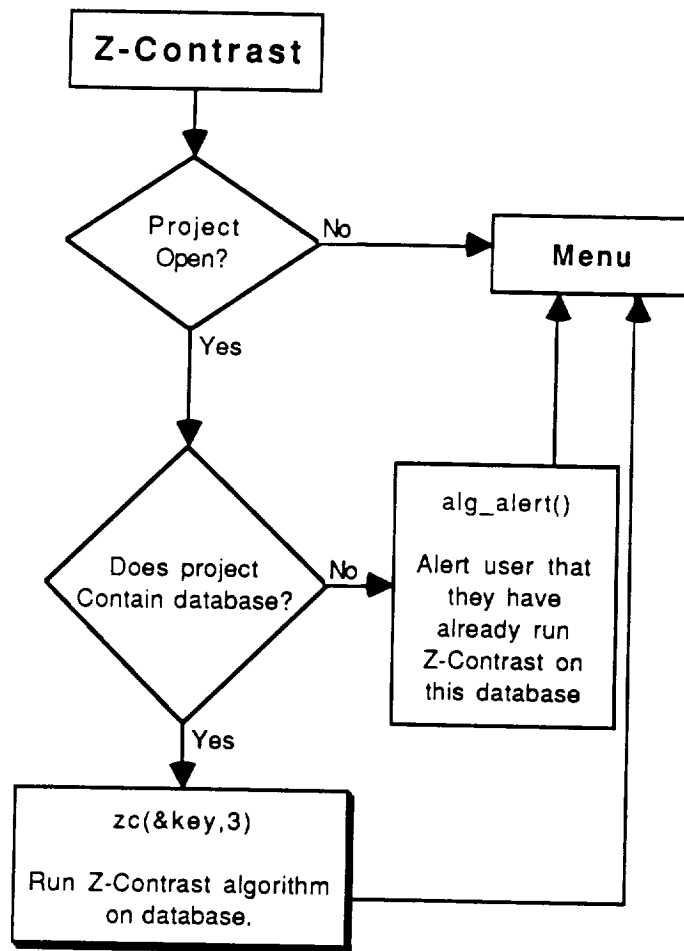 Z-Contrast
Project
Open?
No
Menu
Yes
Does project
Contain database?
No
alg_alert()
Alert user that
they have
already run
Z-Contrast on
this database
Yes
zc(&key,3)
Run Z-Contrast algorithm
on database.